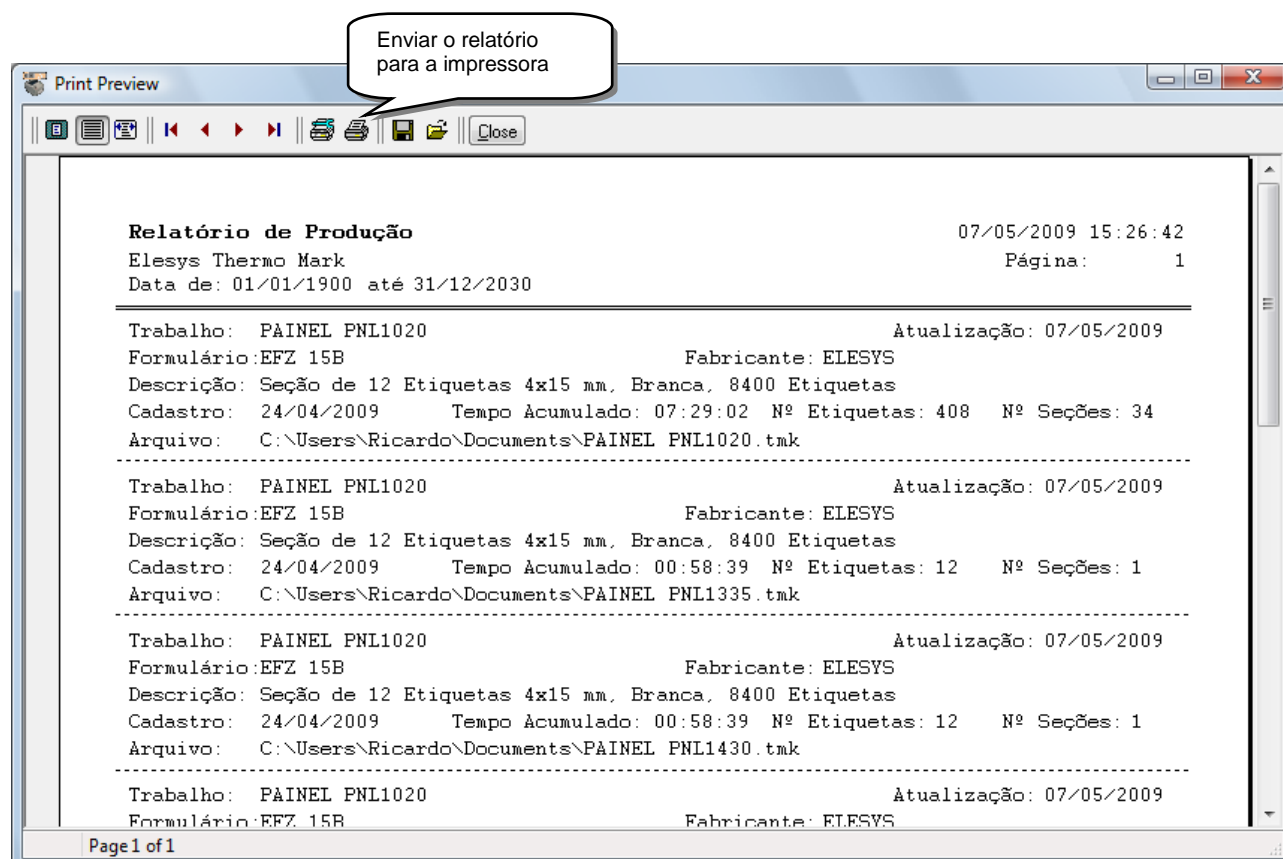 Enviar o relatório
para a impressora
Print Preview
Close
Relatório de Produção 07/05/2009 15:26:42
Elesys Thermo Mark Página: 1
Data de: 01/01/1900 até 31/12/2030
Trabalho: PAINEL PNL1020 Atualização: 07/05/2009
Formulário:EFZ 15B Fabricante: ELESYS
Descrição: Seção de 12 Etiquetas 4x15 mm, Branca, 8400 Etiquetas
Cadastro: 24/04/2009 Tempo Acumulado: 07:29:02 Nº Etiquetas: 408 Nº Seções: 34
Arquivo: C:\Users\Ricardo\Documents\PAINEL PNL1020.tmk
Trabalho: PAINEL PNL1020 Atualização: 07/05/2009
Formulário:EFZ 15B Fabricante: ELESYS
Descrição: Seção de 12 Etiquetas 4x15 mm, Branca, 8400 Etiquetas
Cadastro: 24/04/2009 Tempo Acumulado: 00:58:39 Nº Etiquetas: 12 Nº Seções: 1
Arquivo: C:\Users\Ricardo\Documents\PAINEL PNL1335.tmk
Trabalho: PAINEL PNL1020 Atualização: 07/05/2009
Formulário:EFZ 15B Fabricante: ELESYS
Descrição: Seção de 12 Etiquetas 4x15 mm, Branca, 8400 Etiquetas
Cadastro: 24/04/2009 Tempo Acumulado: 00:58:39 Nº Etiquetas: 12 Nº Seções: 1
Arquivo: C:\Users\Ricardo\Documents\PAINEL PNL1430.tmk
Trabalho: PAINEL PNL1020 Atualização: 07/05/2009
Formulário:EFZ 15B Fabricante: ELESYS
Page 1 of 1